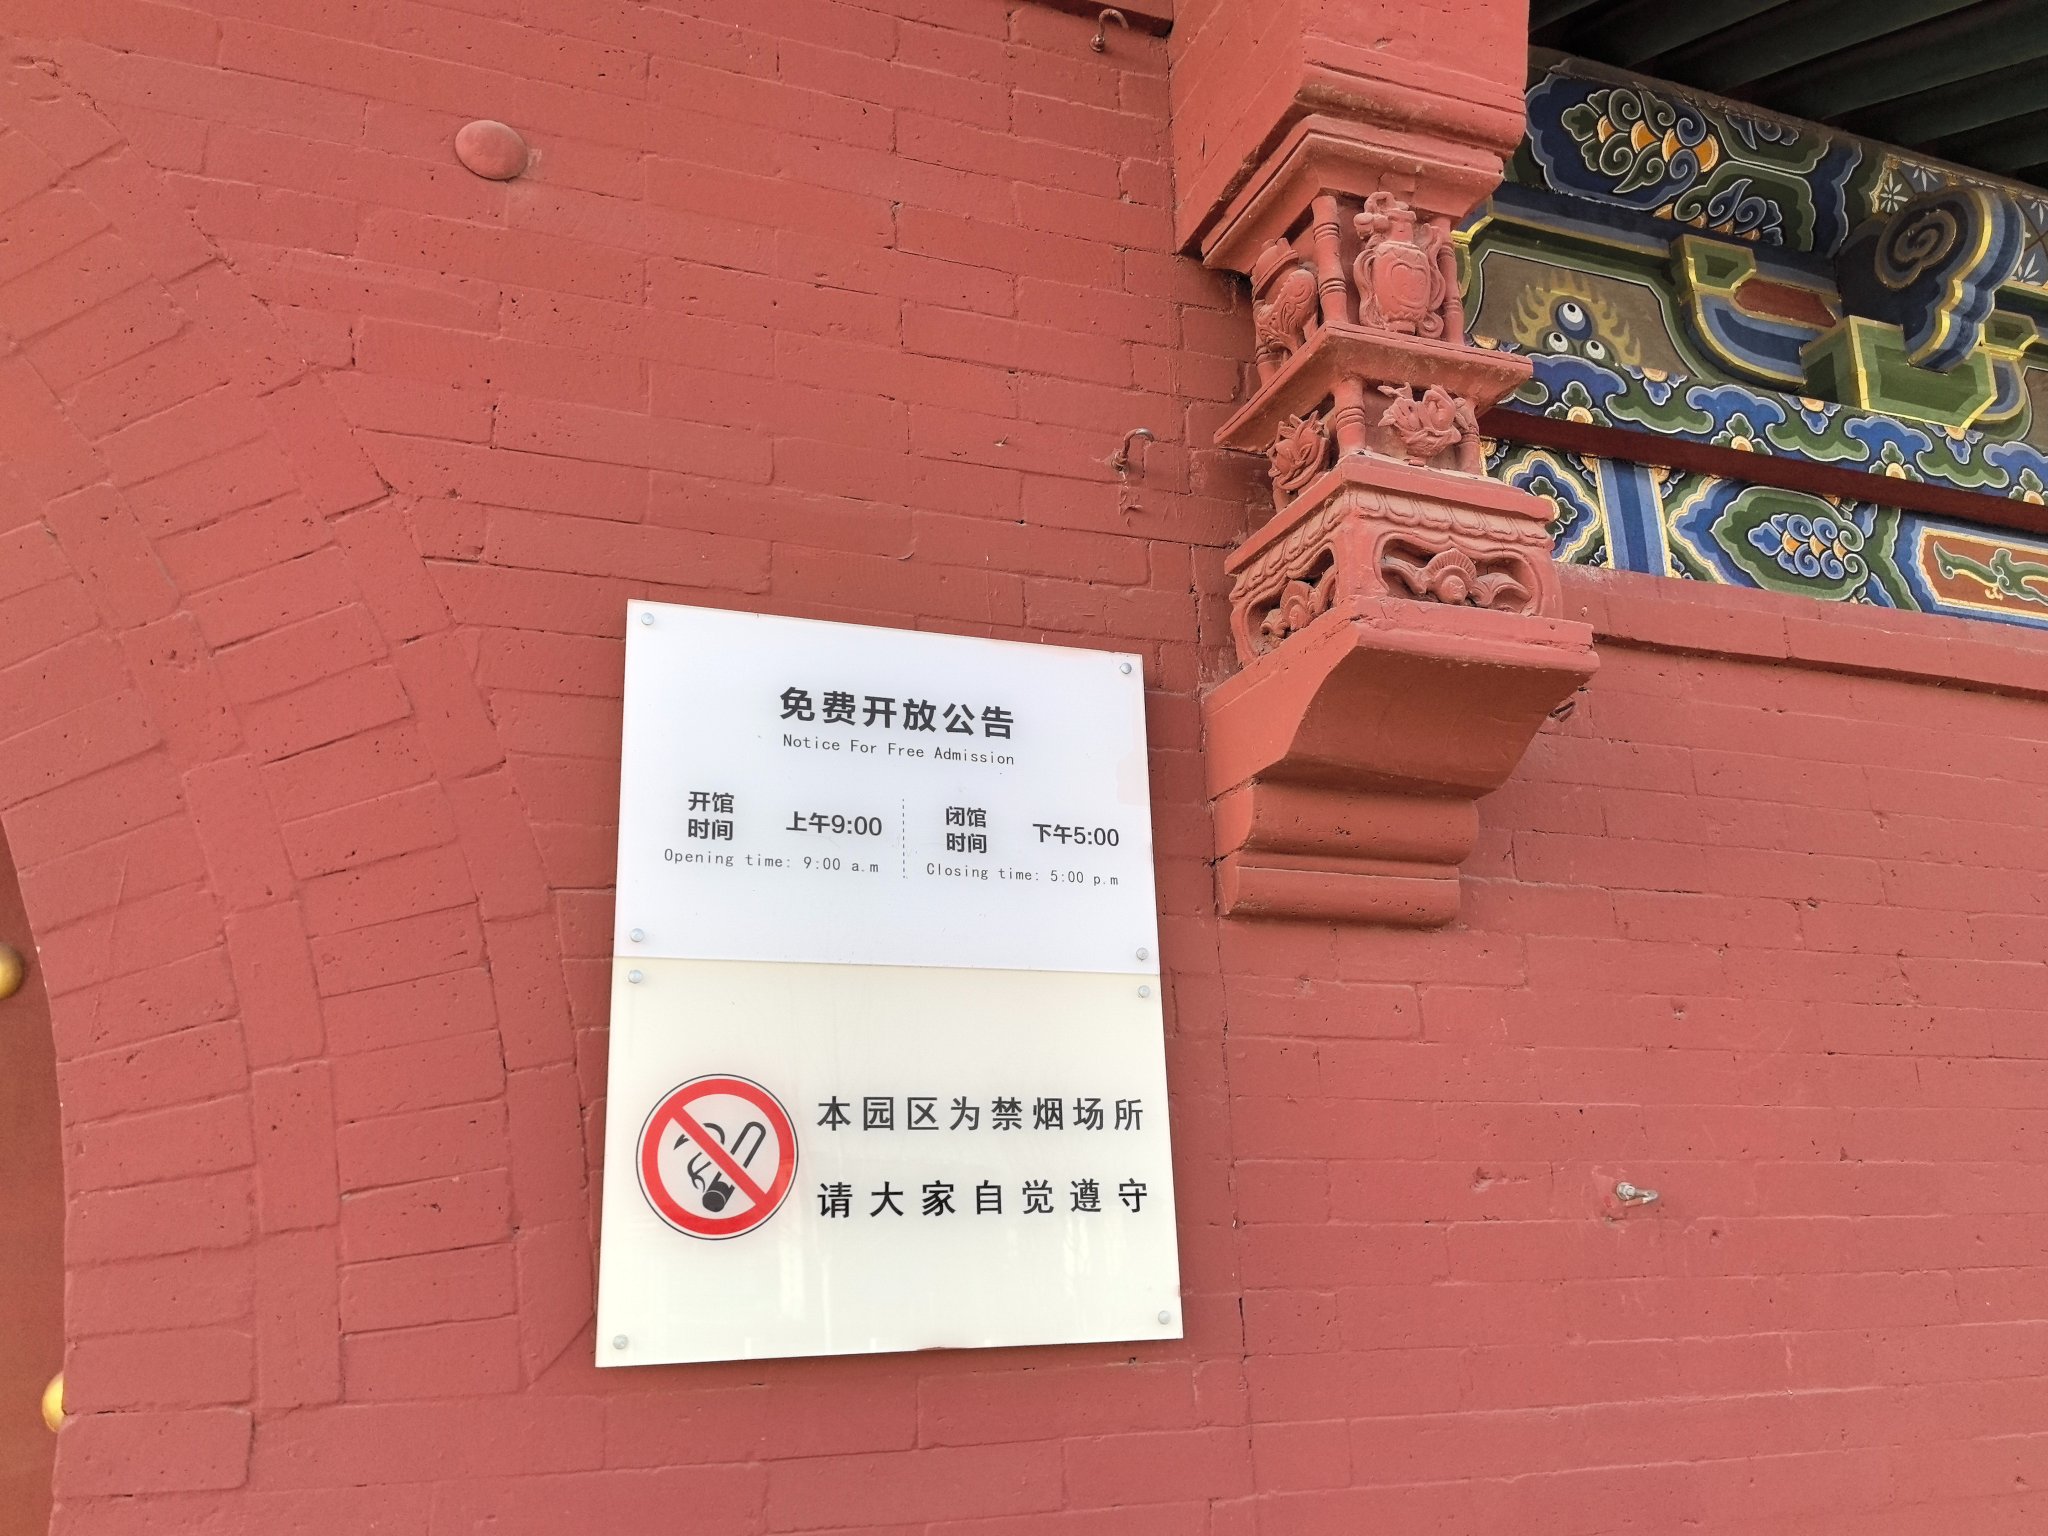 免费开放公告
Notice For Free Admission
开馆时间 上午9:00
Opening time: 9:00 a.m
闭馆时间 下午5:00
Closing time: 5:00 p.m
本园区为禁烟场所
请大家自觉遵守